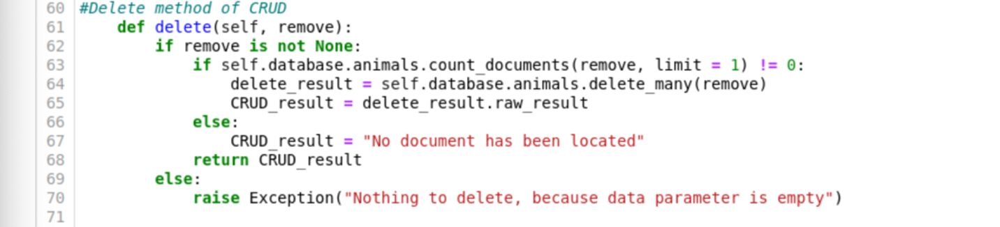 60 #Delete method of CRUD
61     def delete(self, remove):
62         if remove is not None:
63             if self.database.animals.count_documents(remove, limit = 1) != 0:
64                 delete_result = self.database.animals.delete_many(remove)
65                 CRUD_result = delete_result.raw_result
66             else:
67                 CRUD_result = "No document has been located"
68             return CRUD_result
69         else:
70             raise Exception("Nothing to delete, because data parameter is empty")
71